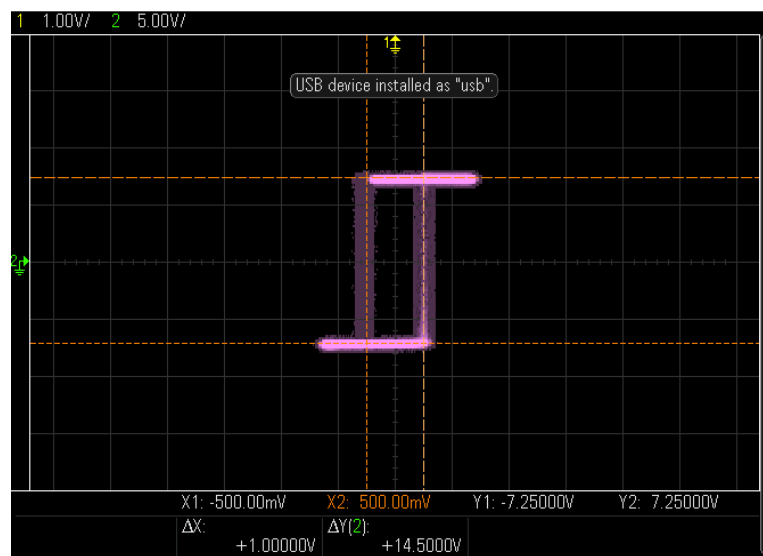 1 1.00V/ 2 5.00V/
1
USB device installed as "usb".
2
X1: -500.00mV X2: 500.00mV Y1: -7.25000V Y2: 7.25000V
ΔX: ΔY(2):
+1.00000V +14.5000V